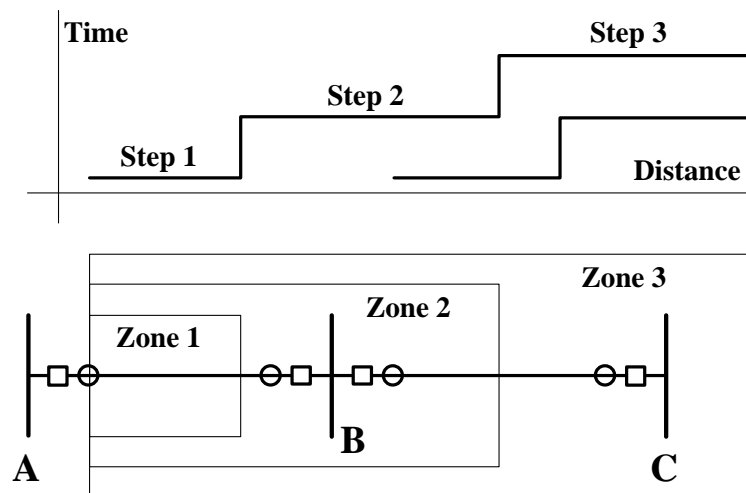 Time
Step 3
Step 2
Step 1
Distance
Zone 3
Zone 2
Zone 1
B
A
C